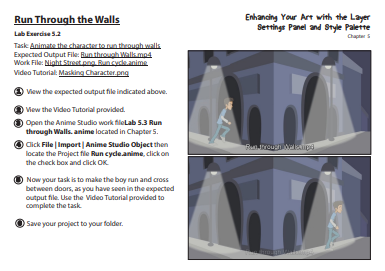 Run Through the Walls
Enhancing Your Art with the Layer
Settings Panel and Style Palette
Chapter 5
Lab Exercise 5.2
Task: Animate the character to run through walls
Expected Output File: Run through Walls.mp4
Work File: Night Street.png, Run cycle.anime
Video Tutorial: Masking Character.png
1 View the expected output file indicated above.
2 View the Video Tutorial provided.
3 Open the Anime Studio work fileLab 5.3 Run
through Walls. anime located in Chapter 5.
4 Click File | Import | Anime Studio Object then
locate the Project file Run cycle.anime, click on
the check box and click OK.
5 Now your task is to make the boy run and cross
between doors, as you have seen in the expected
output file. Use the Video Tutorial provided to
complete the task.
6 Save your project to your folder.
Run through Walls.mp4